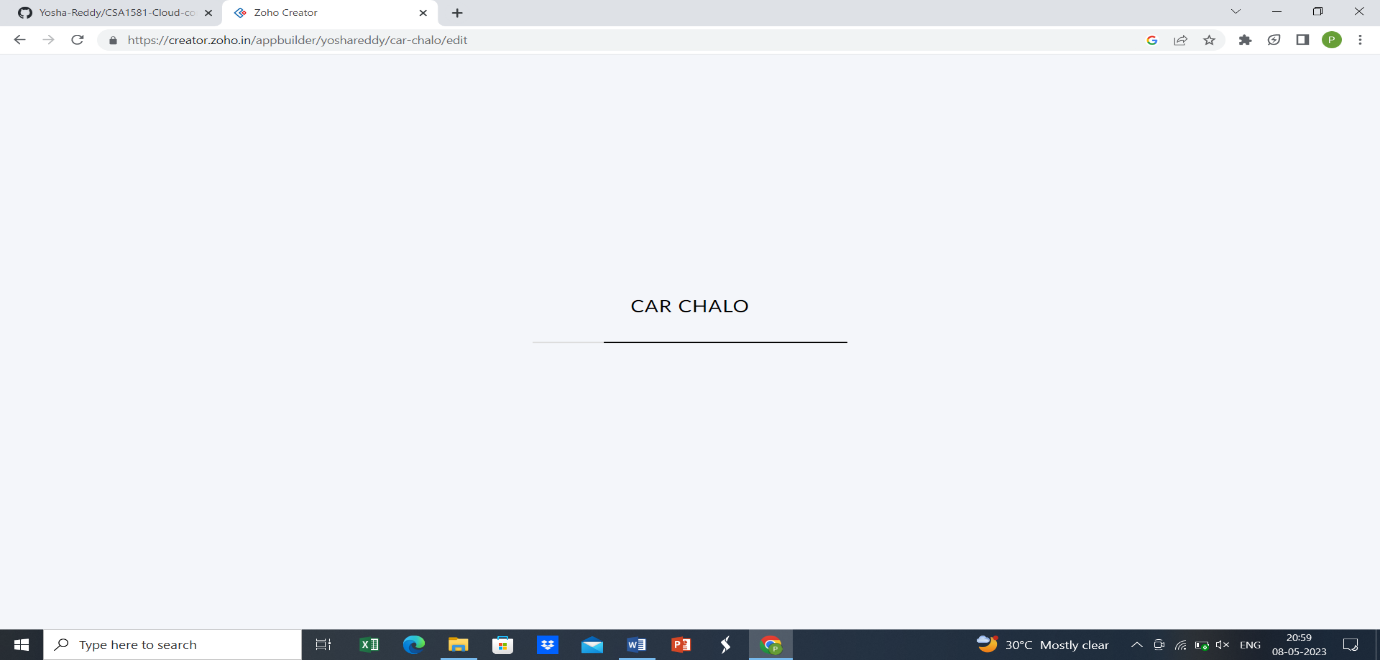 Yosha-Reddy/CSA1581-Cloud-co
Zoho Creator
https://creator.zoho.in/appbuilder/yoshareddy/car-chalo/edit
P
CAR CHALO
Type here to search
30°C Mostly clear
ENG
20:59
08-05-2023